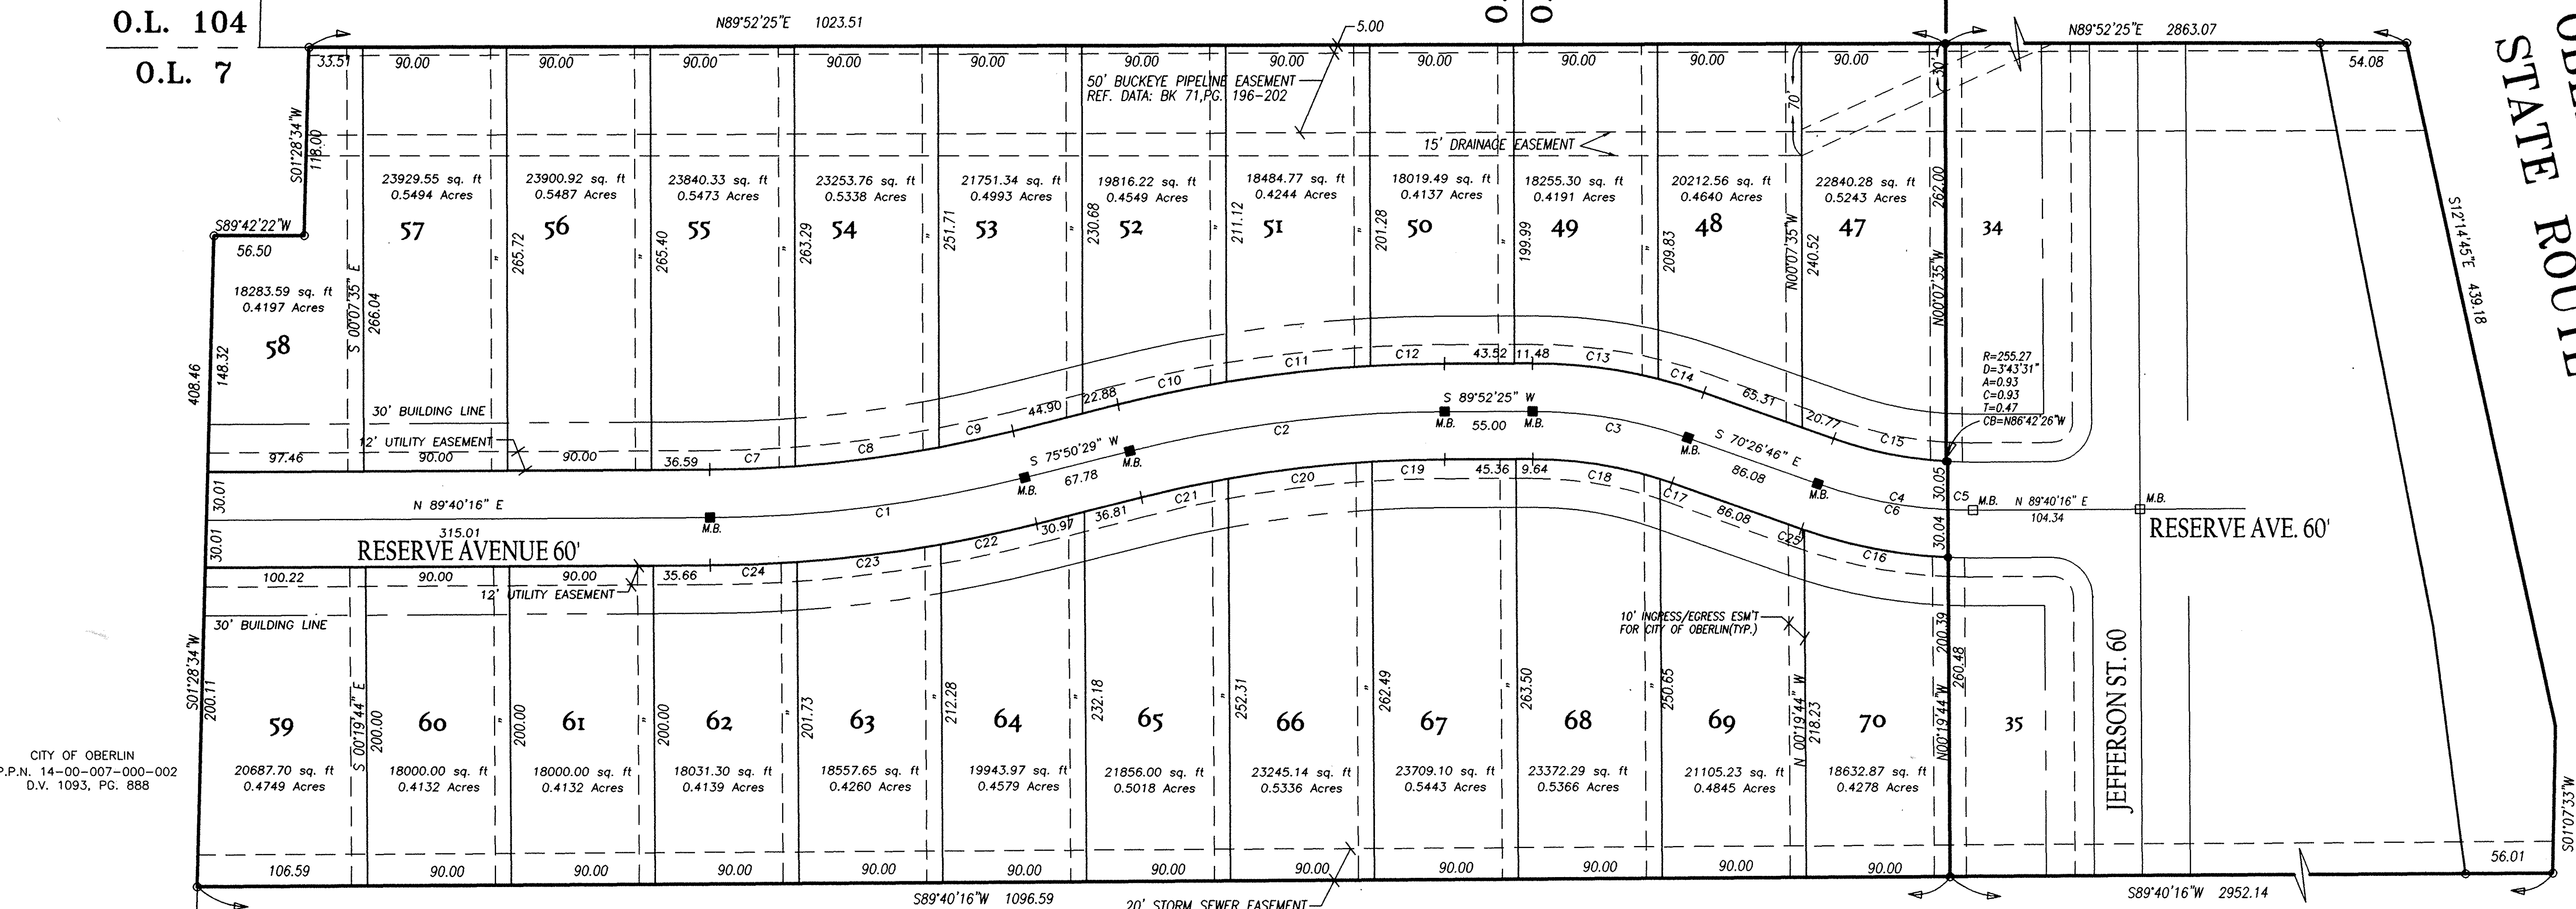 O.L. 104
O.L. 7
N89°52'25"E 1023.51
5.00
N89°52'25"E 2863.07
STATE ROUTE
33.51
90.00
90.00
90.00
90.00
90.00
90.00
90.00
90.00
90.00
90.00
90.00
30'
54.08
50' BUCKEYE PIPELINE EASEMENT
REF. DATA: BK 71,PG. 196-202
70'
15' DRAINAGE EASEMENT
S01°28'34"W
118.00
S89°42'22"W
56.50
23929.55 sq. ft
0.5494 Acres
57
23900.92 sq. ft
0.5487 Acres
56
23840.33 sq. ft
0.5473 Acres
55
23253.76 sq. ft
0.5338 Acres
54
21751.34 sq. ft
0.4993 Acres
53
19816.22 sq. ft
0.4549 Acres
52
18484.77 sq. ft
0.4244 Acres
51
18019.49 sq. ft
0.4137 Acres
50
18255.30 sq. ft
0.4191 Acres
49
20212.56 sq. ft
0.4640 Acres
48
22840.28 sq. ft
0.5243 Acres
47
34
18283.59 sq. ft
0.4197 Acres
58
S 00°07'35" E
266.04
"
265.72
"
265.40
"
263.29
"
251.71
"
230.68
"
211.12
"
201.28
"
199.99
"
209.83
N00°07'35"W
240.52
N00°07'35"W
262.00
S12°14'45"E 439.18
408.46
148.32
30' BUILDING LINE
12' UTILITY EASEMENT
97.46
90.00
90.00
36.59
C7
C8
C9
44.90
22.88
C10
C11
C12
43.52
11.48
C13
C14
65.31
20.77
C15
R=255.27
D=3°43'31"
A=0.93
C=0.93
T=0.47
CB=N86°42'26"W
30.01
30.01
N 89°40'16" E
315.01
M.B.
C1
M.B.
S 75°50'29" W
67.78
M.B.
C2
M.B.
S 89°52'25" W
55.00
M.B.
C3
M.B.
S 70°26'46" E
86.08
M.B.
C4
C6
30.05
30.04
C5
M.B.
N 89°40'16" E
104.34
M.B.
RESERVE AVENUE 60'
RESERVE AVE. 60'
100.22
90.00
90.00
35.66
C24
C23
C22
30.97
36.81
C21
C20
C19
45.36
9.64
C18
C17
86.08
C25
C16
12' UTILITY EASEMENT
30' BUILDING LINE
10' INGRESS/EGRESS ESM'T
FOR CITY OF OBERLIN(TYP.)
S01°28'34"W
200.11
S 00°19'44" E
200.00
"
200.00
"
200.00
"
201.73
"
212.28
"
232.18
"
252.31
"
262.49
"
263.50
"
250.65
N 00°19'44" W
218.23
N00°19'44"W 200.39
260.48
JEFFERSON ST. 60
59
20687.70 sq. ft
0.4749 Acres
60
18000.00 sq. ft
0.4132 Acres
61
18000.00 sq. ft
0.4132 Acres
62
18031.30 sq. ft
0.4139 Acres
63
18557.65 sq. ft
0.4260 Acres
64
19943.97 sq. ft
0.4579 Acres
65
21856.00 sq. ft
0.5018 Acres
66
23245.14 sq. ft
0.5336 Acres
67
23709.10 sq. ft
0.5443 Acres
68
23372.29 sq. ft
0.5366 Acres
69
21105.23 sq. ft
0.4845 Acres
70
18632.87 sq. ft
0.4278 Acres
35
CITY OF OBERLIN
P.P.N. 14-00-007-000-002
D.V. 1093, PG. 888
S01°07'33"W
106.59
90.00
90.00
90.00
90.00
90.00
90.00
90.00
90.00
90.00
90.00
90.00
56.01
S89°40'16"W 1096.59
20' STORM SEWER EASEMENT
S89°40'16"W 2952.14